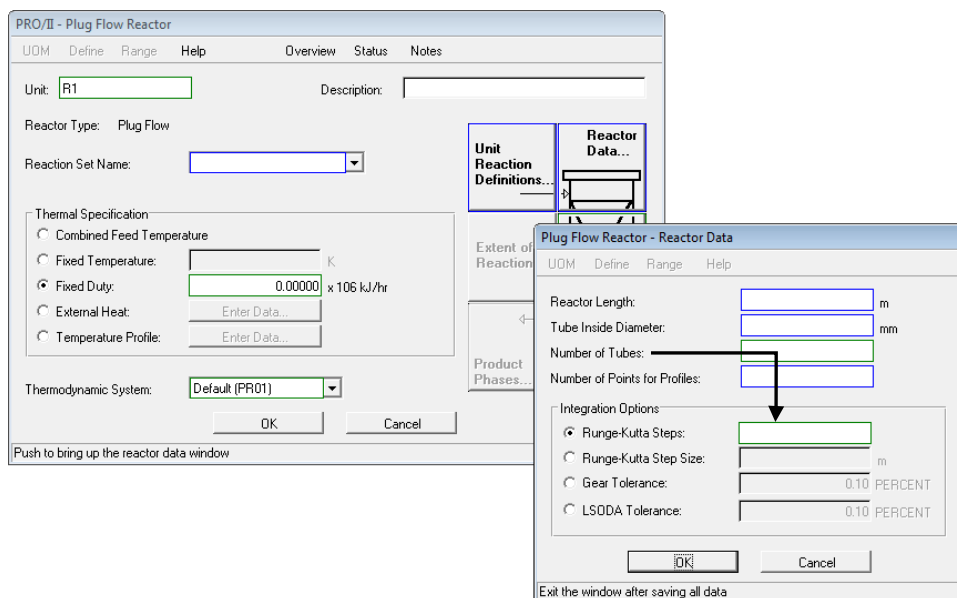 PRO/II - Plug Flow Reactor
UOM Define Range Help Overview Status Notes
Unit: R1 Description:
Reactor Type: Plug Flow
Reaction Set Name:
Unit Reaction Definitions...
Reactor Data...
Thermal Specification
Combined Feed Temperature
Fixed Temperature: K
Fixed Duty: 0.00000 x 106 kJ/hr
External Heat: Enter Data...
Temperature Profile: Enter Data...
Extent of
Reaction
Product
Phases...
Thermodynamic System: Default (PR01)
OK Cancel
Push to bring up the reactor data window
Plug Flow Reactor - Reactor Data
UOM Define Range Help
Reactor Length: m
Tube Inside Diameter: mm
Number of Tubes:
Number of Points for Profiles:
Integration Options
Runge-Kutta Steps:
Runge-Kutta Step Size: m
Gear Tolerance: 0.10 PERCENT
LSODA Tolerance: 0.10 PERCENT
OK Cancel
Exit the window after saving all data